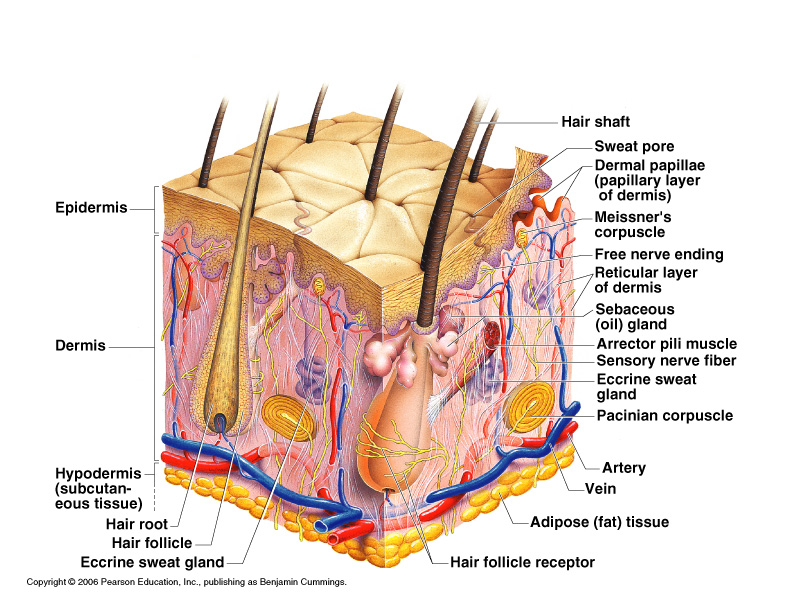 Hair shaft
Sweat pore
Dermal papillae
(papillary layer
of dermis)
Meissner's
corpuscle
Free nerve ending
Reticular layer
of dermis
Sebaceous
(oil) gland
Arrector pili muscle
Sensory nerve fiber
Eccrine sweat
gland
Pacinian corpuscle
Artery
Vein
Adipose (fat) tissue
Hair follicle receptor
Epidermis
Dermis
Hypodermis
(subcutan-
eous tissue)
Hair root
Hair follicle
Eccrine sweat gland
Copyright © 2006 Pearson Education, Inc., publishing as Benjamin Cummings.